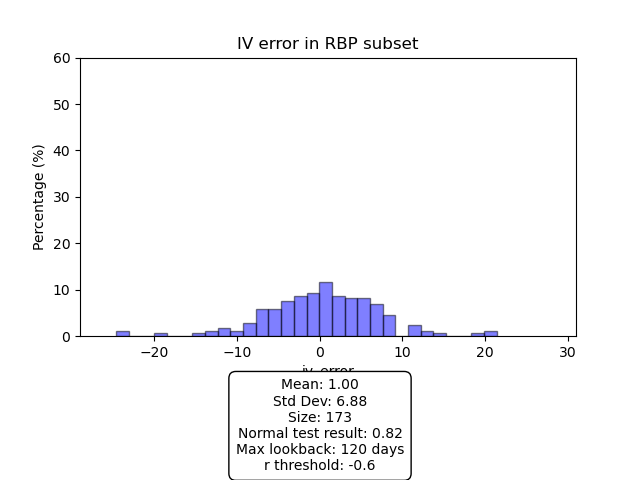 IV error in RBP subset
60
50
40
30
20
10
0
Percentage (%)
−20
−10
0
10
20
30
iv_error
Mean: 1.00
Std Dev: 6.88
Size: 173
Normal test result: 0.82
Max lookback: 120 days
r threshold: -0.6